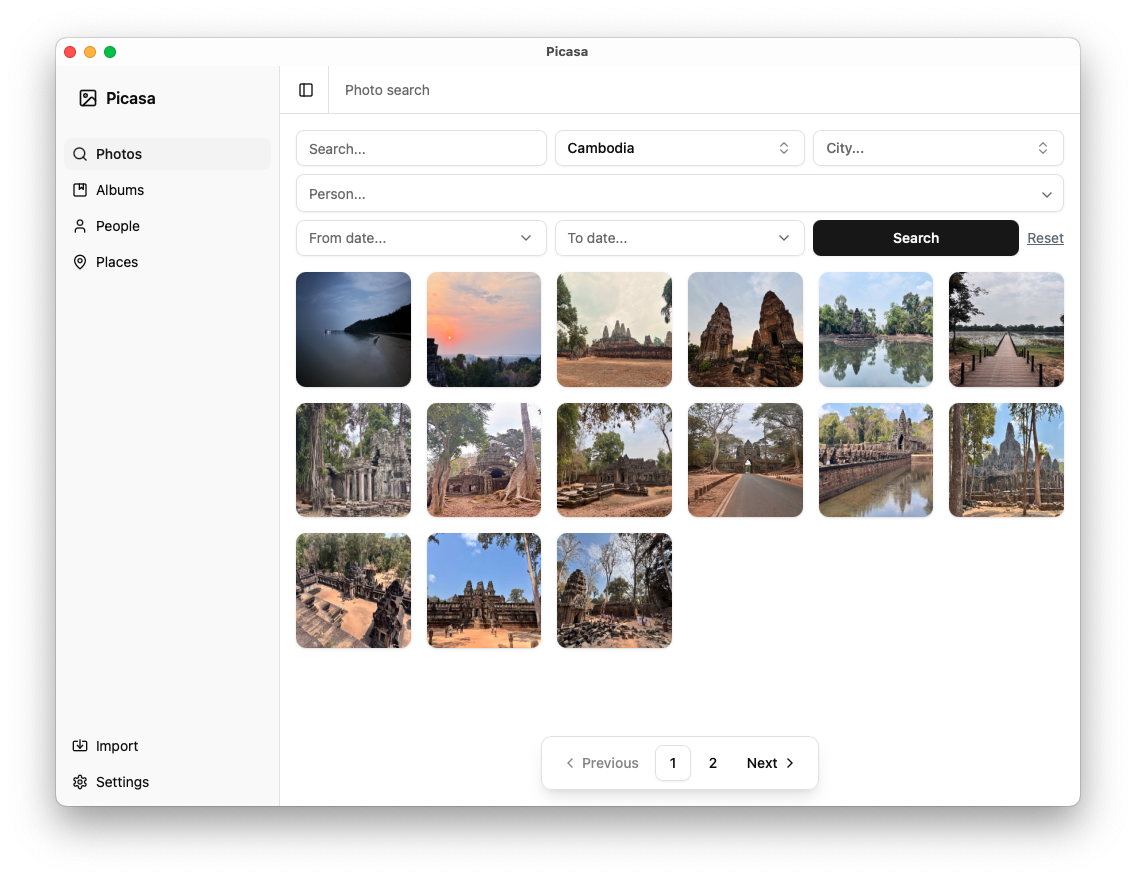 Picasa
Picasa
Photo search
Photos
Albums
People
Places
Import
Settings
Search...
Cambodia
City...
Person...
From date...
To date...
Search
Reset
Previous
1
2
Next